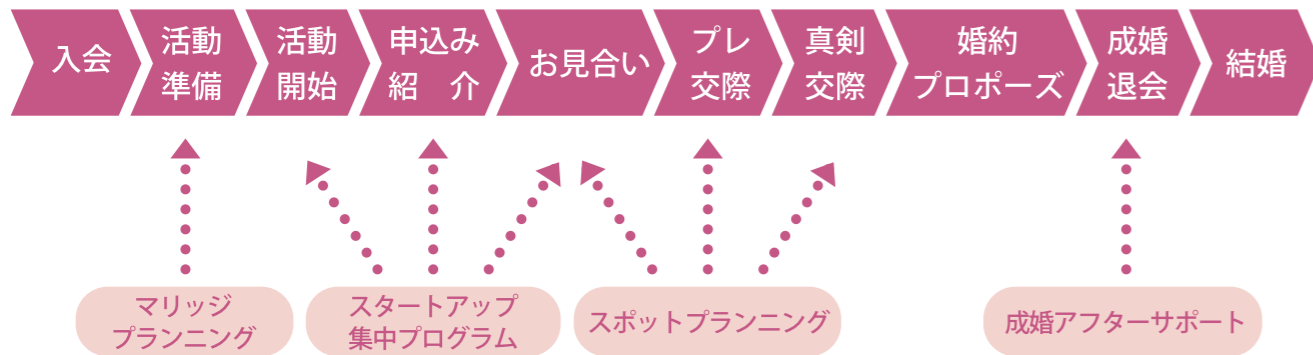 入会
活動
準備
活動
開始
申込み
紹　介
お見合い
プレ
交際
真剣
交際
婚約
プロポーズ
成婚
退会
結婚
マリッジ
プランニング
スタートアップ
集中プログラム
スポットプランニング
成婚アフターサポート